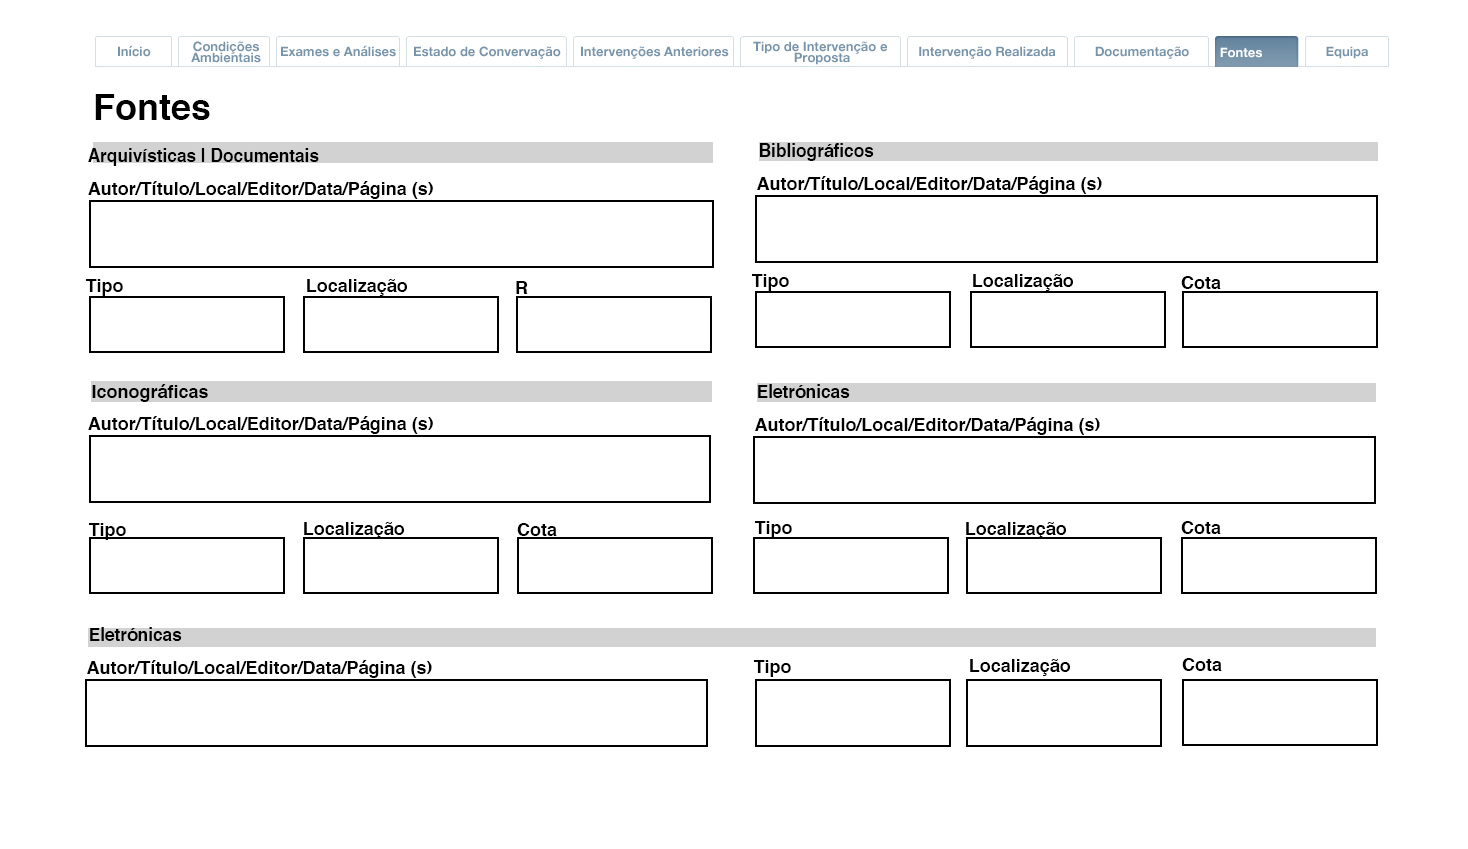 Início
Condições
Ambientais
Exames e Análises
Estado de Convervação
Intervenções Anteriores
Tipo de Intervenção e
Proposta
Intervenção Realizada
Documentação
Fontes
Equipa
Fontes
Arquivísticas | Documentais
Autor/Título/Local/Editor/Data/Página (s)
Tipo
Localização
R
Bibliográficos
Autor/Título/Local/Editor/Data/Página (s)
Tipo
Localização
Cota
Iconográficas
Autor/Título/Local/Editor/Data/Página (s)
Tipo
Localização
Cota
Eletrónicas
Autor/Título/Local/Editor/Data/Página (s)
Tipo
Localização
Cota
Eletrónicas
Autor/Título/Local/Editor/Data/Página (s)
Tipo
Localização
Cota